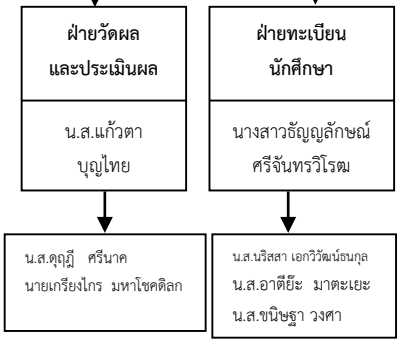 ฝ่ายวัดผล
และประเมินผล
น.ส.แก้วตา
บุญไทย
น.ส.ดุฎี ศรีนาค
นายเกรียงไกร มหาโชคดิลก
ฝ่ายทะเบียน
นักศึกษา
นางสาวธัญญลักษณ์
ศรีจันทรวิโรฒ
น.ส.นริสสา เอกวิวัฒน์ธนกุล
น.ส.อาตีย๊ะ มาตะเยะ
น.ส.ขนิษฐา วงศา